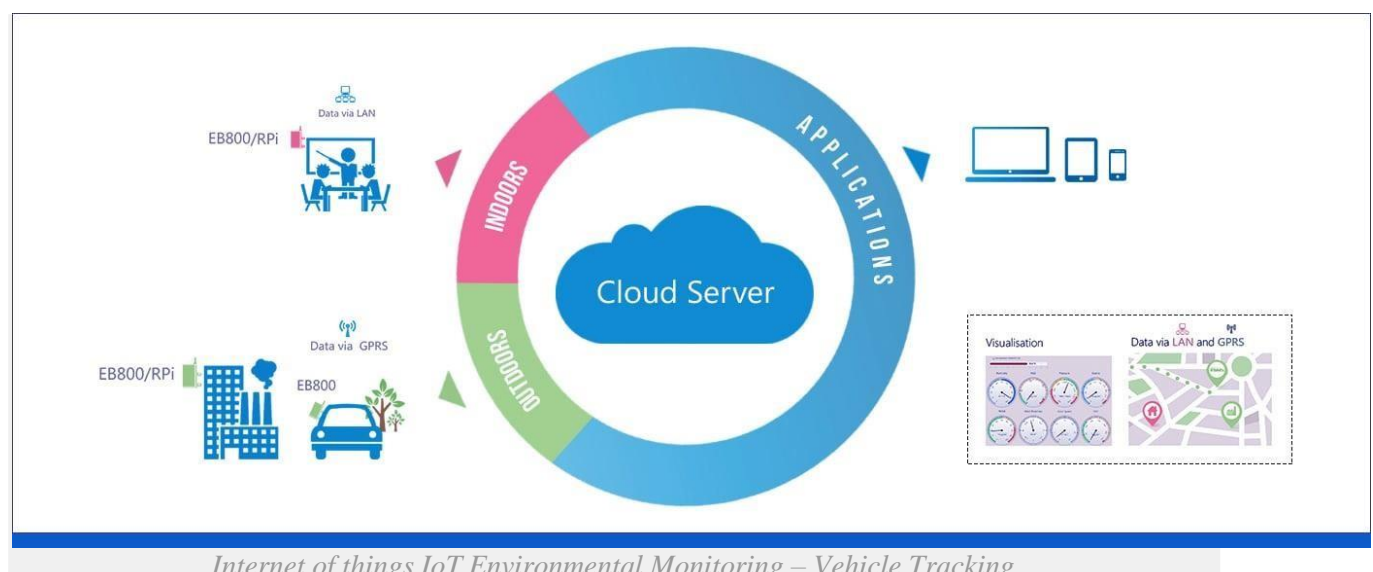 Data via LAN
EB800/RPi
INDOORS
APPLICATIONS
Cloud Server
OUTDOORS
Data via GPRS
EB800/RPi
EB800
Visualisation
Data via LAN and GPRS
Internet of things IoT Environmental Monitoring – Vehicle Tracking